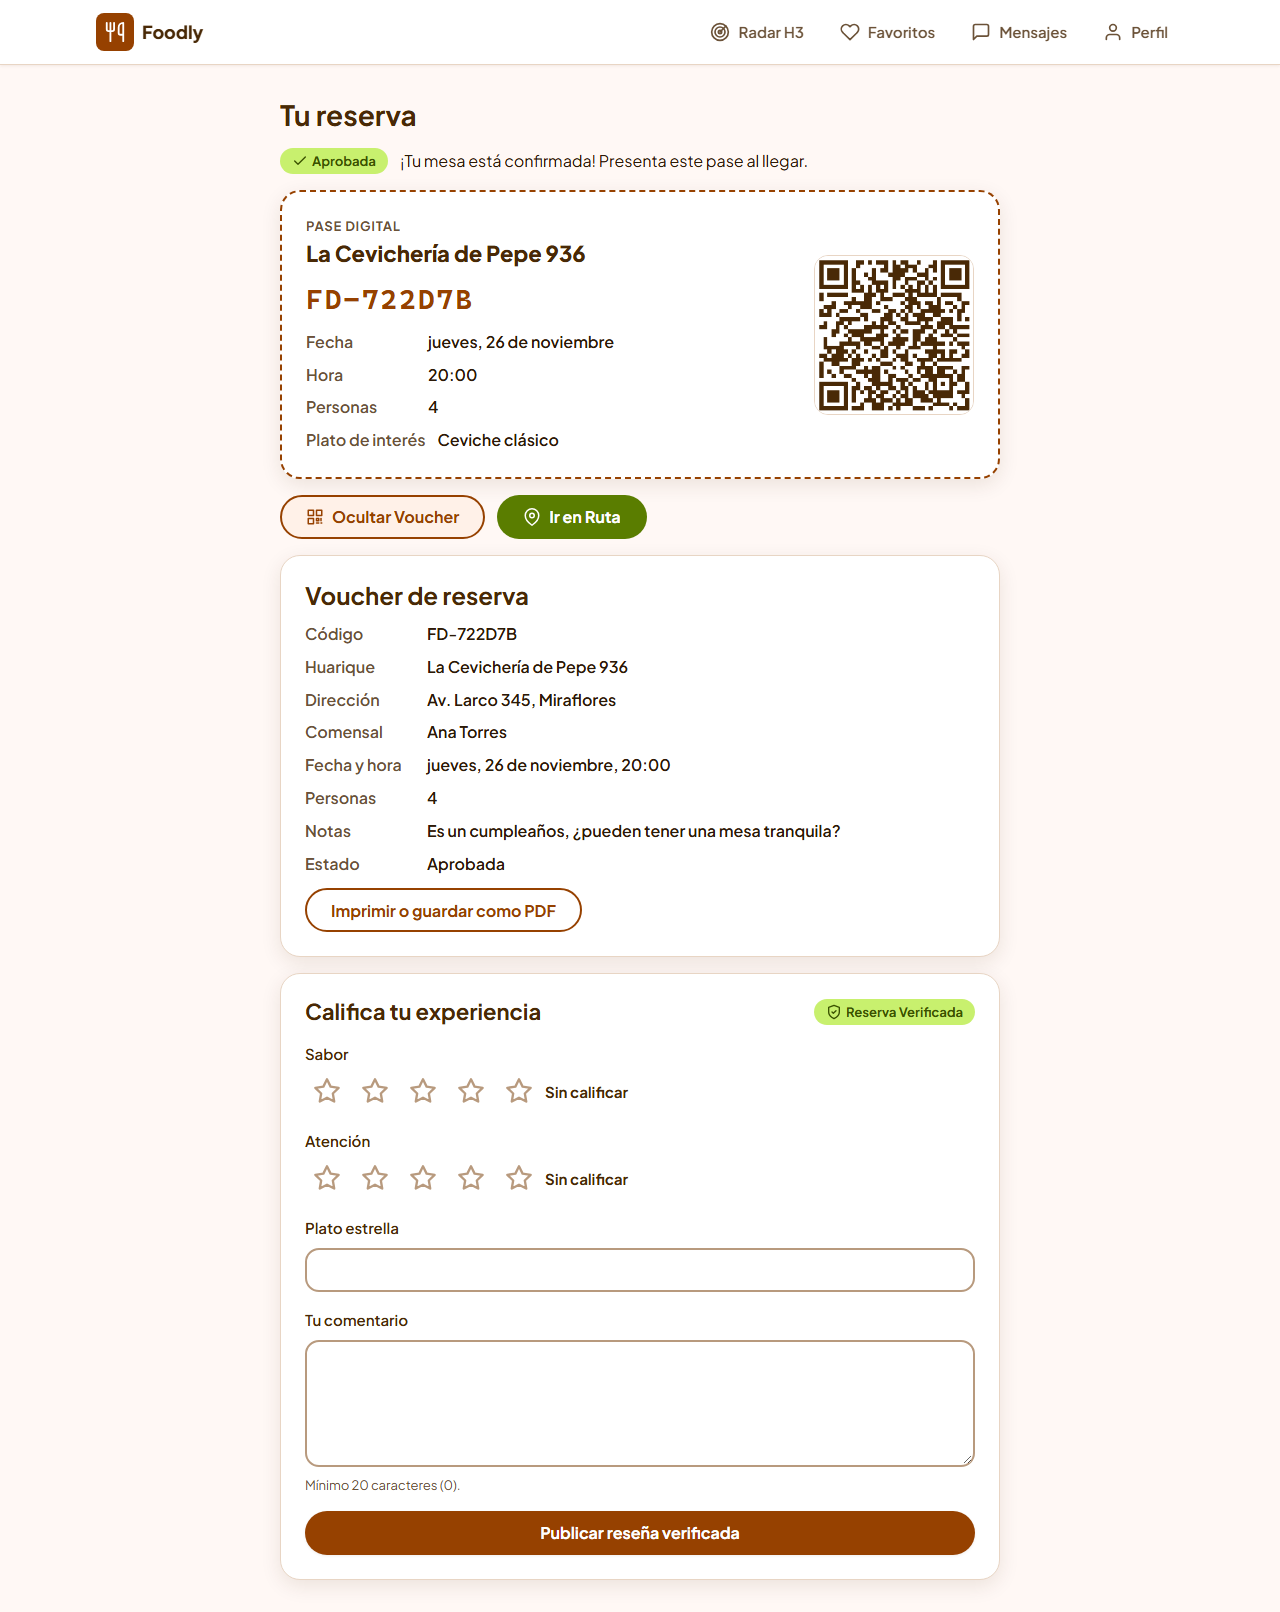 Foodly
Radar H3
Favoritos
Mensajes
Perfil
Tu reserva
Aprobada
¡Tu mesa está confirmada! Presenta este pase al llegar.
PASE DIGITAL
La Cevichería de Pepe 936
FD-722D7B
Fecha jueves, 26 de noviembre
Hora 20:00
Personas 4
Plato de interés Ceviche clásico
Ocultar Voucher
Ir en Ruta
Voucher de reserva
Código FD-722D7B
Huarique La Cevichería de Pepe 936
Dirección Av. Larco 345, Miraflores
Comensal Ana Torres
Fecha y hora jueves, 26 de noviembre, 20:00
Personas 4
Notas Es un cumpleaños, ¿pueden tener una mesa tranquila?
Estado Aprobada
Imprimir o guardar como PDF
Califica tu experiencia
Reserva Verificada
Sabor
Sin calificar
Atención
Sin calificar
Plato estrella
Tu comentario
Mínimo 20 caracteres (0).
Publicar reseña verificada